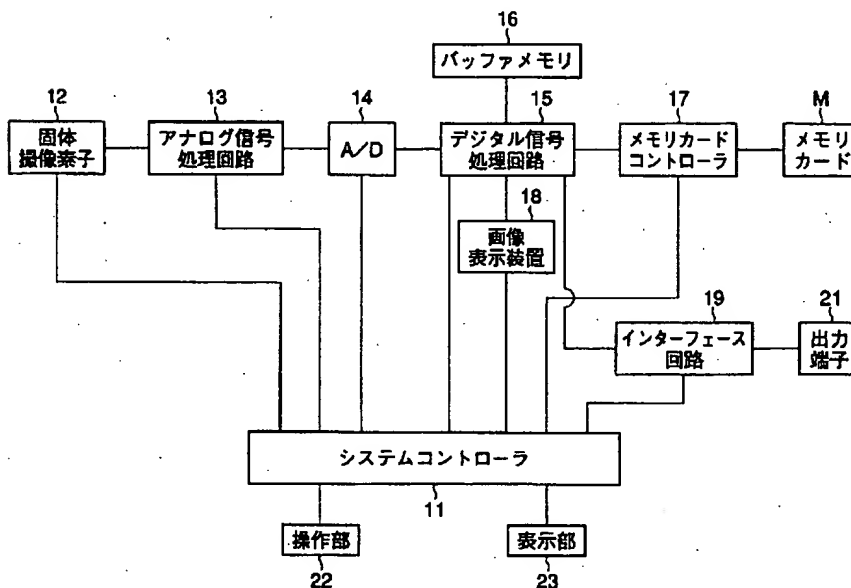 16
バッファメモリ
12
13
14
15
17
M
固体
撮像素子
アナログ信号
処理回路
A/D
デジタル信号
処理回路
メモリカード
コントローラ
メモリ
カード
18
画像
表示装置
19
21
インターフェース
回路
出力
端子
システムコントローラ
11
操作部
表示部
22
23